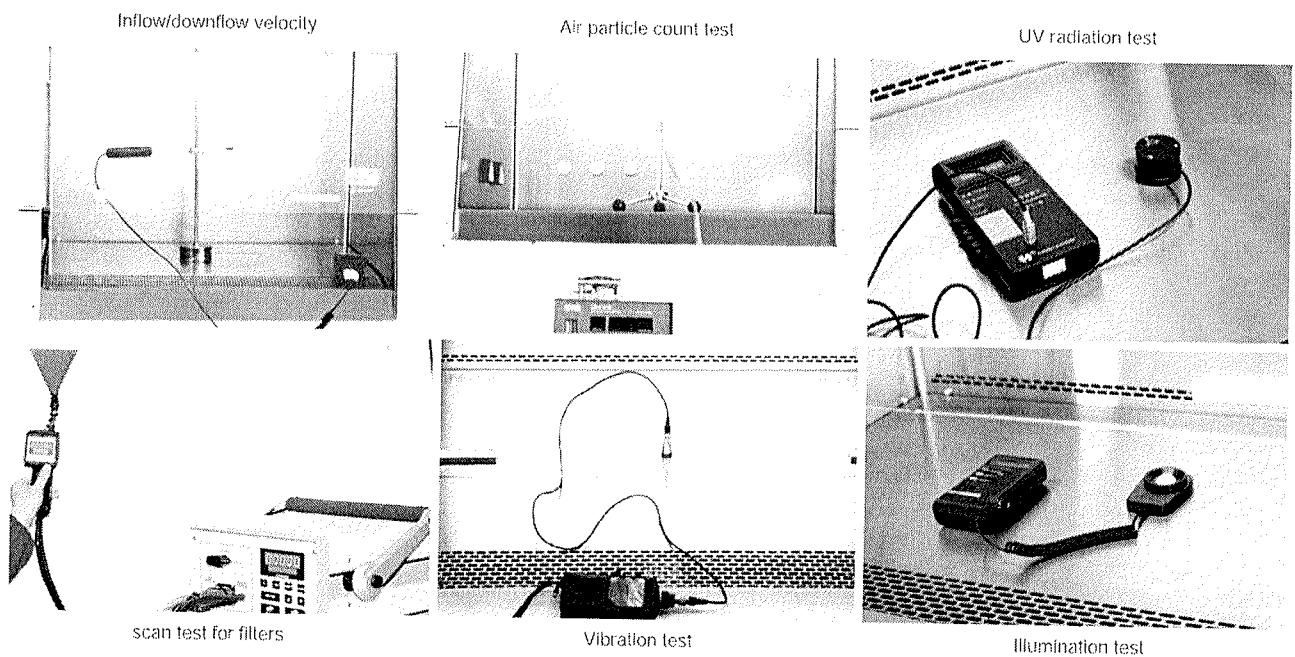 Inflow/downflow velocity
Air particle count test
UV radiation test
scan test for filters
Vibration test
Illumination test